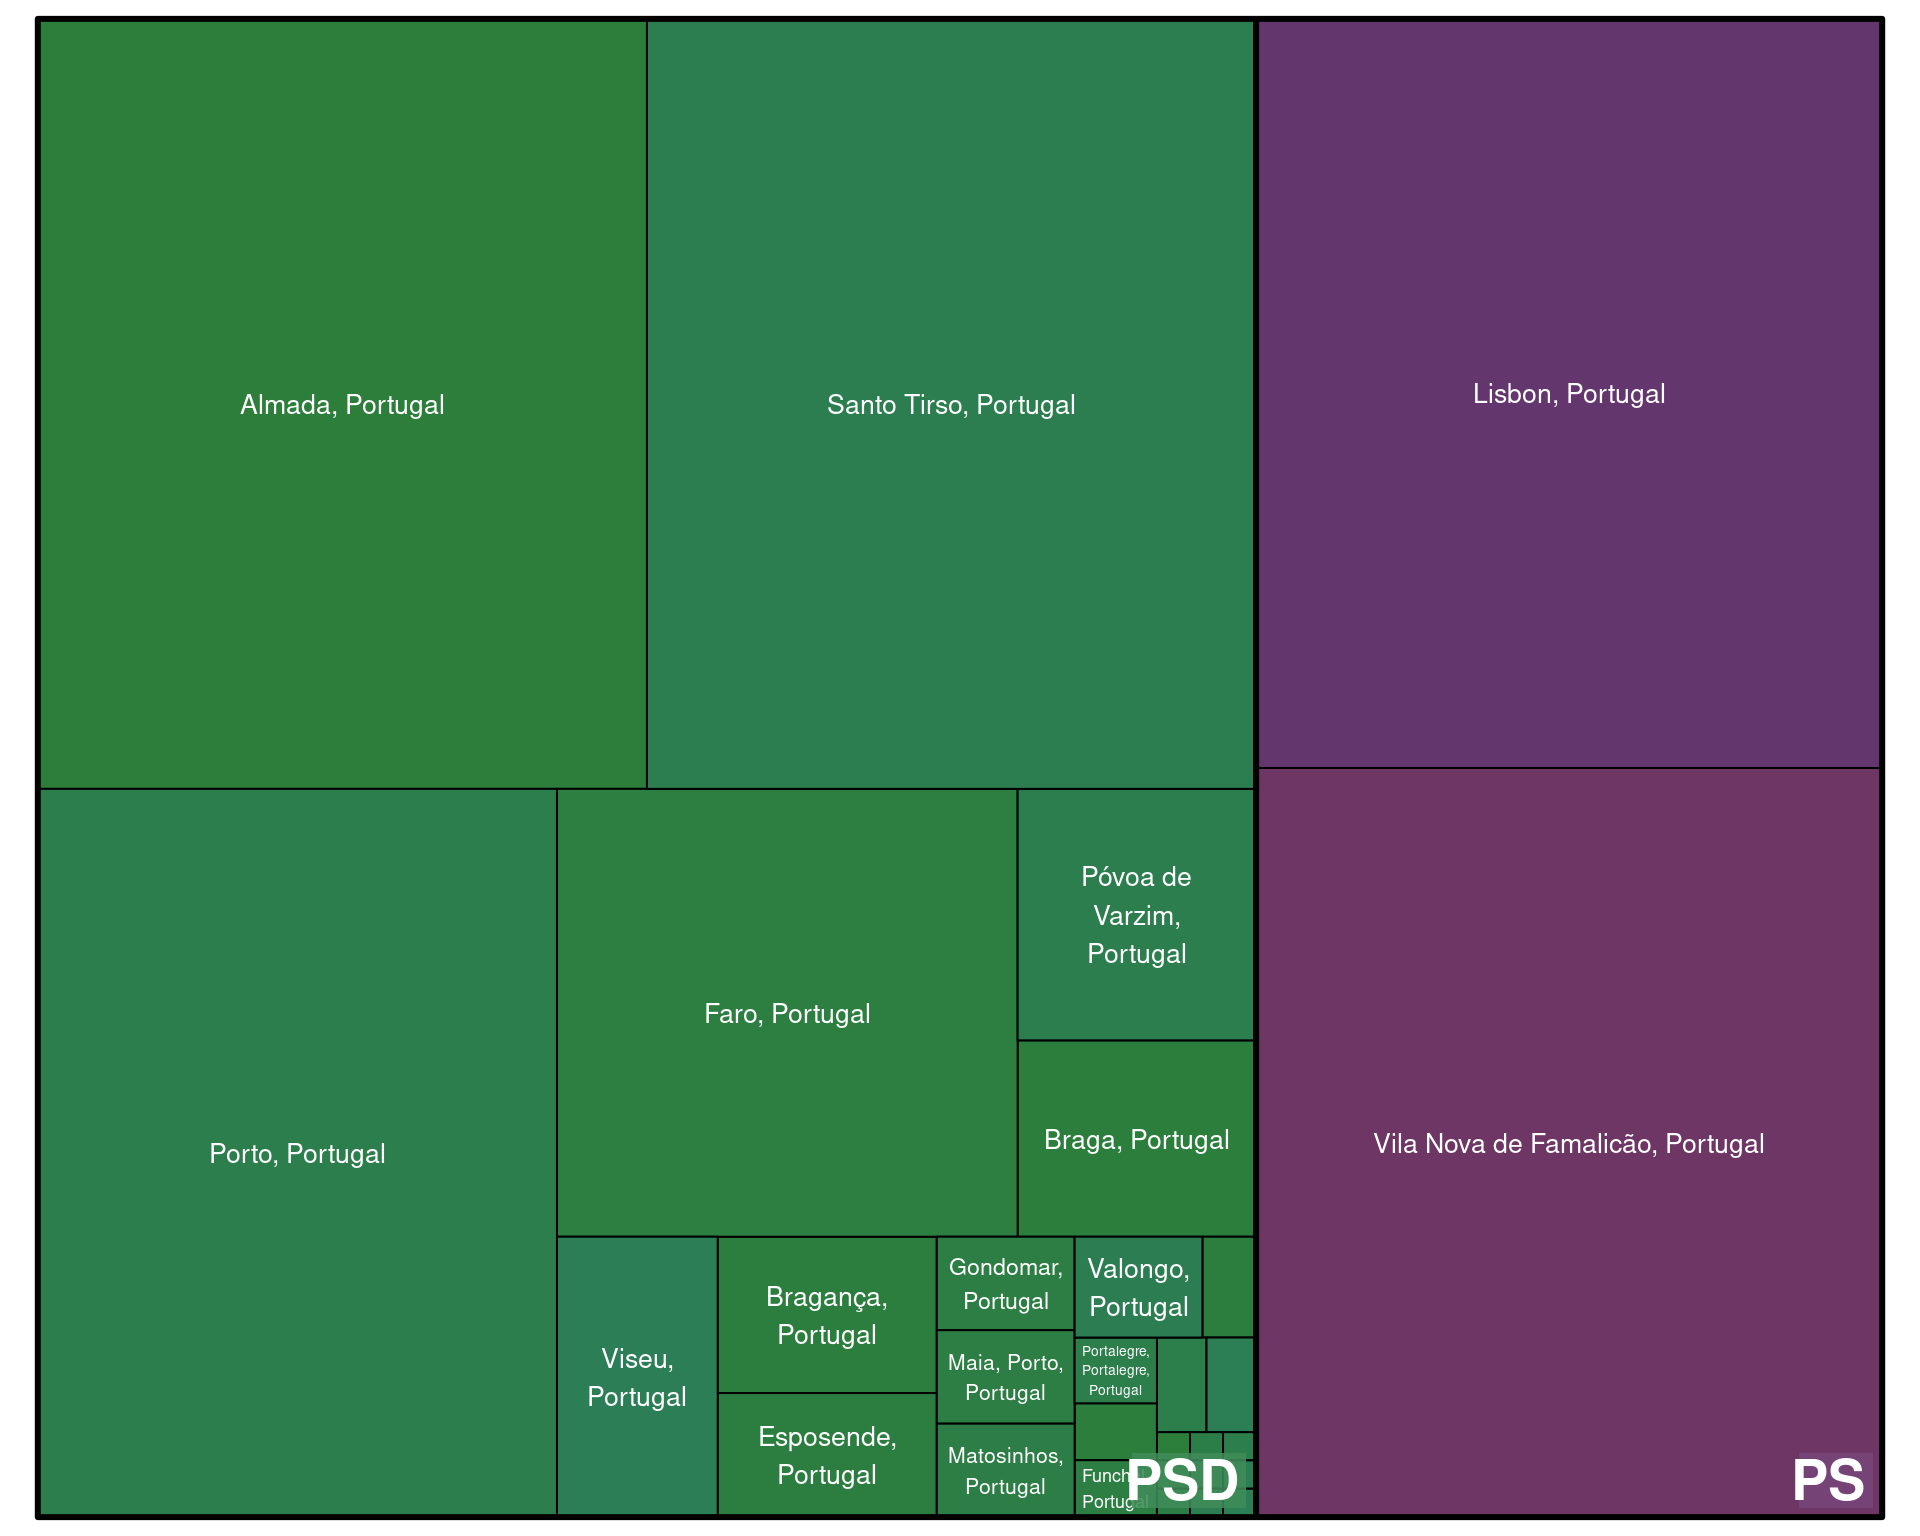 Almada, Portugal
Santo Tirso, Portugal
Lisbon, Portugal
Porto, Portugal
Faro, Portugal
Póvoa de
Varzim,
Portugal
Braga, Portugal
Vila Nova de Famalicão, Portugal
Viseu,
Portugal
Bragança,
Portugal
Esposende,
Portugal
Gondomar,
Portugal
Maia, Porto,
Portugal
Matosinhos,
Portugal
Valongo,
Portugal
Portalegre,
Portalegre,
Portugal
Portugal
PSD
PS